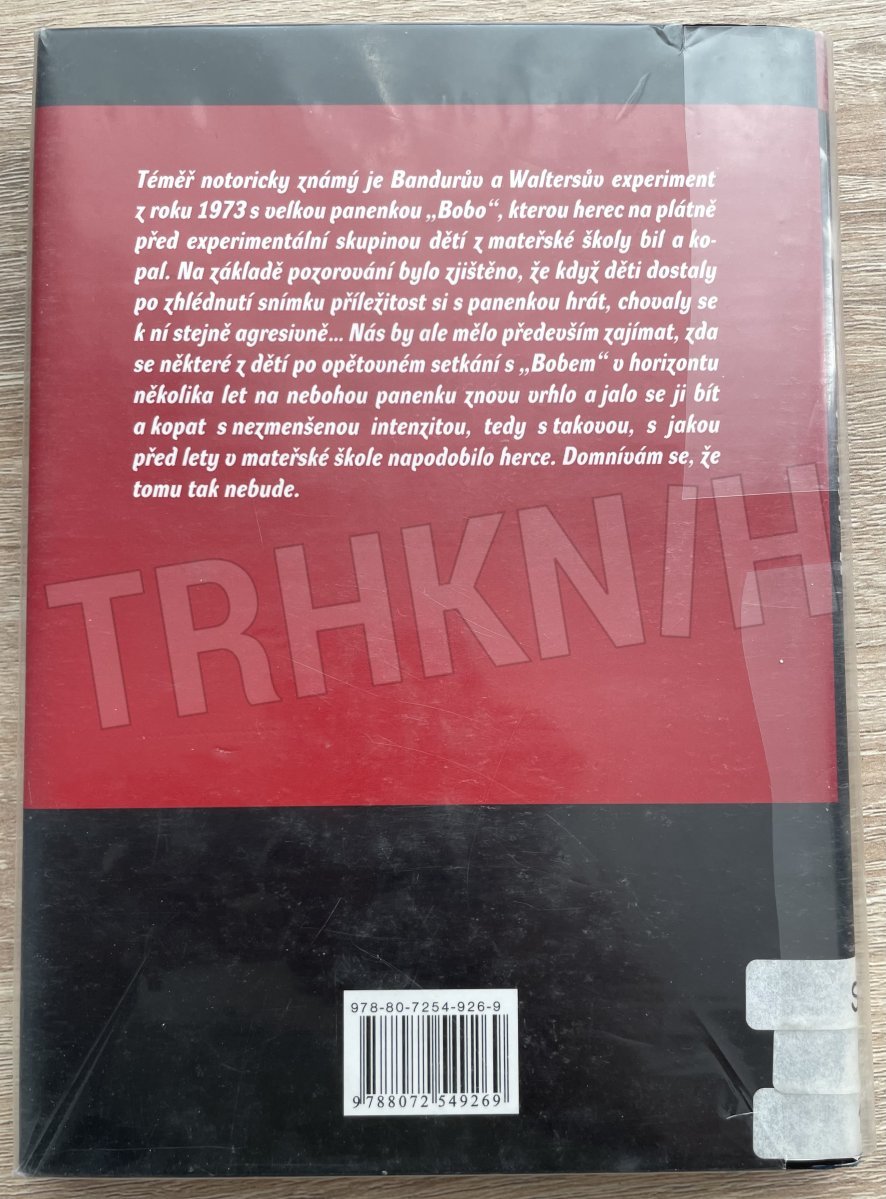 Téměř notoricky známý je Bandurův a Waltersův experiment
z roku 1973 s velkou panenkou „Bobo“, kterou herec na plátně
před experimentální skupinou dětí z mateřské školy bil a ko-
pal. Na základě pozorování bylo zjištěno, že když děti dostaly
po zhlédnutí snímku příležitost si s panenkou hrát, chovaly se
k ní stejně agresivně... Nás by ale mělo především zajímat, zda
se některé z dětí po opětovném setkání s „Bobem“ v horizontu
několika let na nebohou panenku znovu vrhlo a jalo se ji bít
a kopat s nezmenšenou intenzitou, tedy s takovou, s jakou
před lety v mateřské škole napodobilo herce. Domnívám se, že
tomu tak nebude.
TRHKNIH
978-80-7254-926-9
9 788072 549269